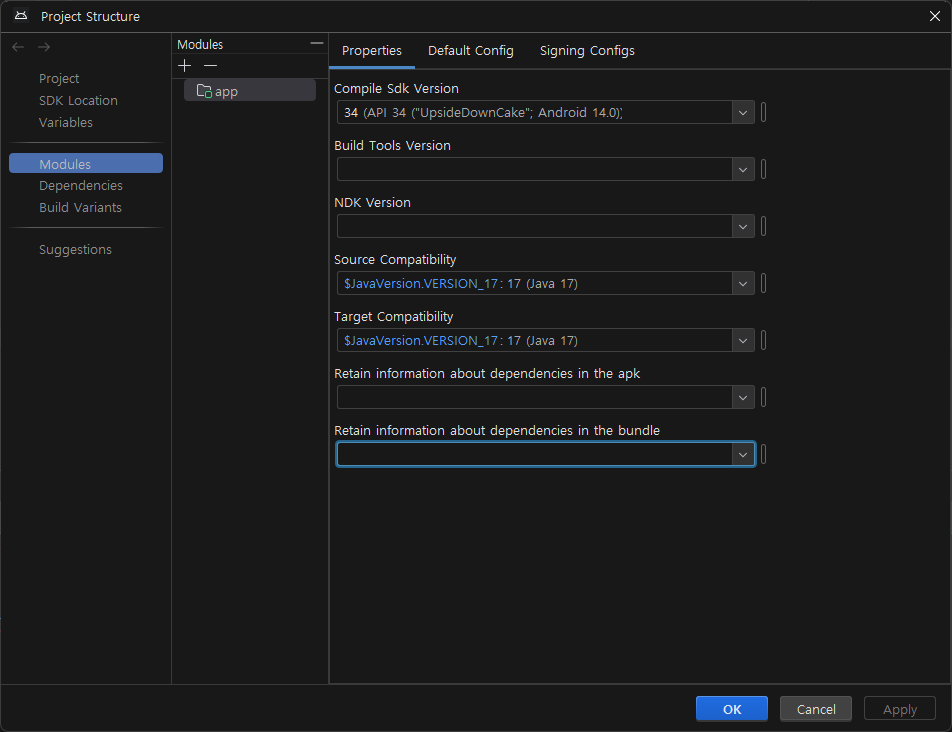 Project Structure
Project
SDK Location
Variables
Modules
Dependencies
Build Variants
Suggestions
Modules
app
Properties Default Config Signing Configs
Compile Sdk Version
34 (API 34 ("UpsideDownCake"; Android 14.0))
Build Tools Version
NDK Version
Source Compatibility
$JavaVersion.VERSION_17 : 17 (Java 17)
Target Compatibility
$JavaVersion.VERSION_17 : 17 (Java 17)
Retain information about dependencies in the apk
Retain information about dependencies in the bundle
OK Cancel Apply